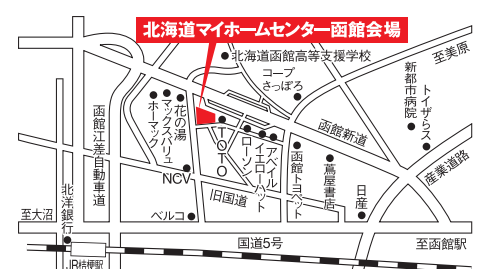 北海道マイホームセンター函館会場
北海道函館高等支援学校
至美原
コープ
さっぽろ
新都市病院
トイザらス
函館新道
産業道路
花の湯
マックスバリュ
ホーマック
函館江差自動車道
TOTO
ローソン
イエローハット
アベイル
函館トヨペット
蔦屋書店
日産
NCV
旧国道
ベルコ
北洋銀行
至大沼
国道5号
至函館駅
JR桔梗駅